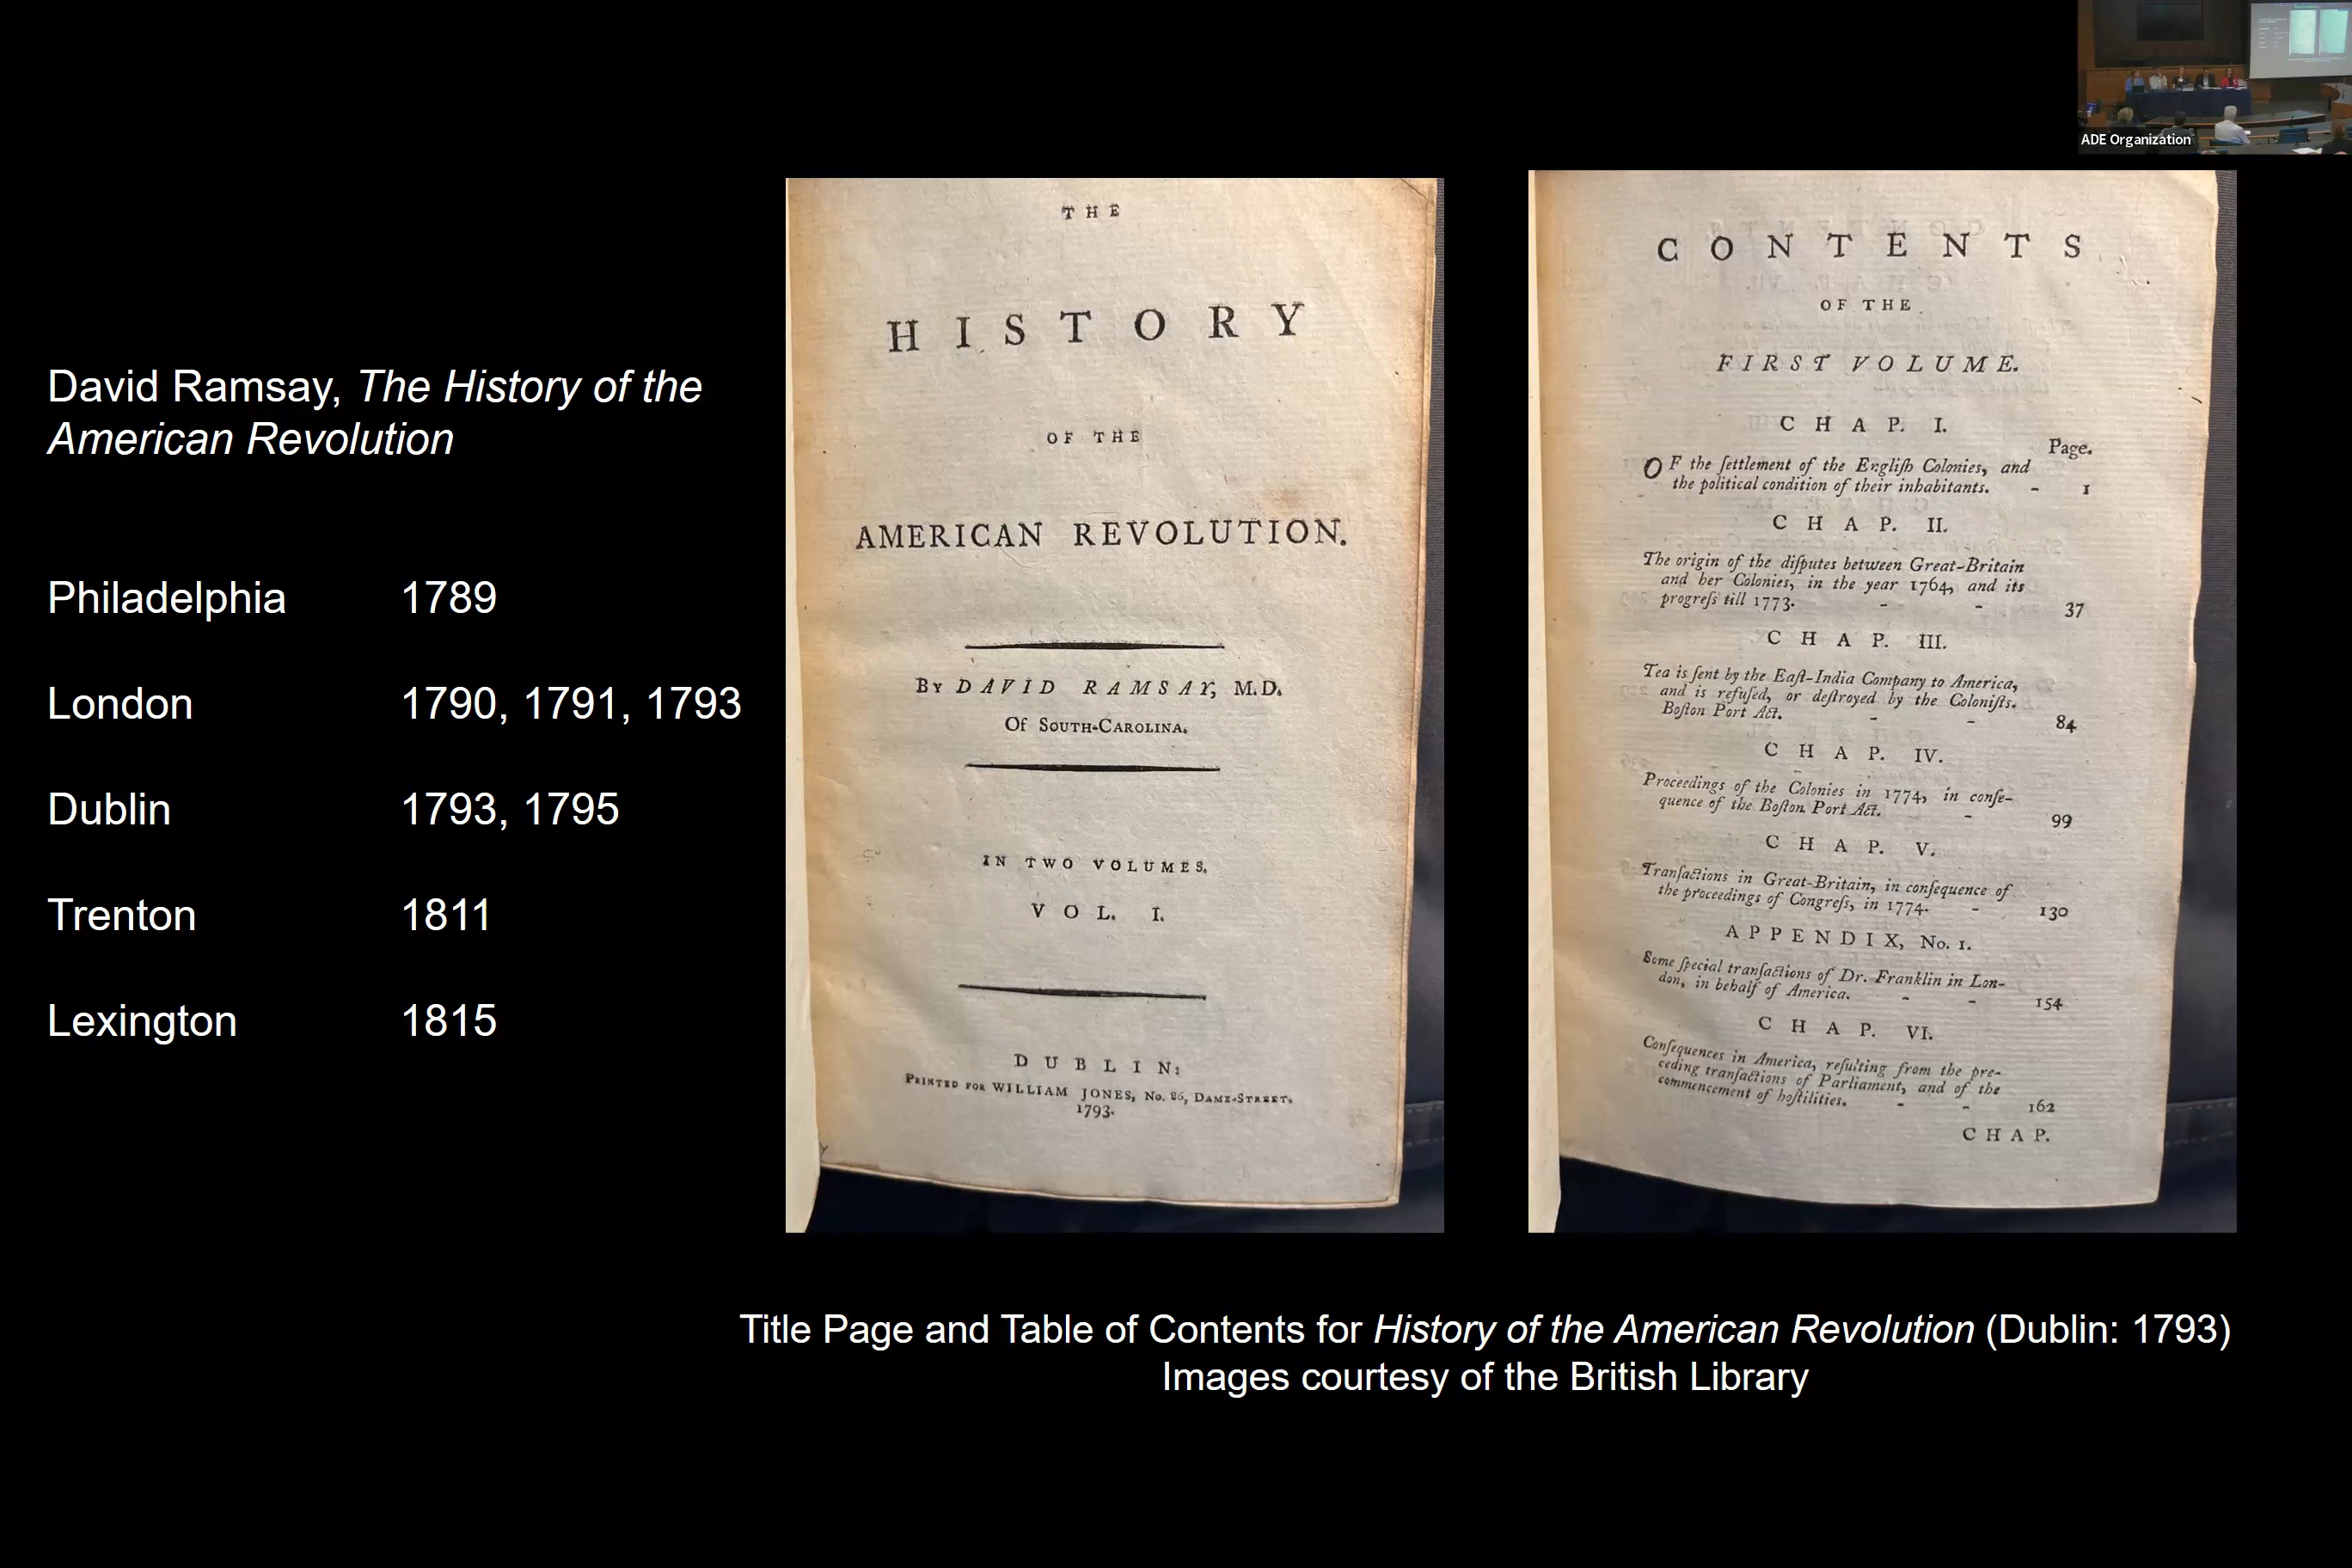 ADE Organization
David Ramsay, The History of the
American Revolution
Philadelphia 1789
London 1790, 1791, 1793
Dublin 1793, 1795
Trenton 1811
Lexington 1815
THE
HISTORY
OF THE
AMERICAN REVOLUTION.
By DAVID RAMSAY, M.D.
Of South-Carolina.
IN TWO VOLUMES.
VOL. I.
DUBLIN:
Printed for WILLIAM JONES, No. 86, Dame-Street.
1793.
CONTENTS
OF THE
FIRST VOLUME.
CHAP. I.
Page.
OF the ſettlement of the Engliſh Colonies, and
the political condition of their inhabitants. - 1
CHAP. II.
The origin of the diſputes between Great-Britain
and her Colonies, in the year 1764, and its
progreſs till 1773. - - 37
CHAP. III.
Tea is ſent by the Eaſt-India Company to America,
and is refuſed, or deſtroyed by the Coloniſts.
Boſton Port Act. - - 84
CHAP. IV.
Proceedings of the Colonies in 1774, in conſe-
quence of the Boſton Port Act. - 99
CHAP. V.
Tranſactions in Great-Britain, in conſequence of
the proceedings of Congreſs, in 1774. - 130
APPENDIX, No. 1.
Some ſpecial tranſactions of Dr. Franklin in Lon-
don, in behalf of America. - - 154
CHAP. VI.
Conſequences in America, reſulting from the pre-
ceding tranſactions of Parliament, and of the
commencement of hoſtilities. - - 162
CHAP.
Title Page and Table of Contents for History of the American Revolution (Dublin: 1793)
Images courtesy of the British Library